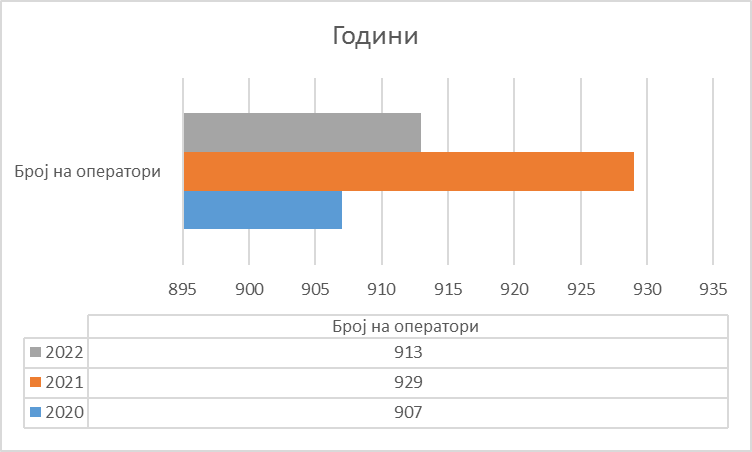 Години
Број на оператори
895 900 905 910 915 920 925 930 935
Број на оператори
2022 913
2021 929
2020 907